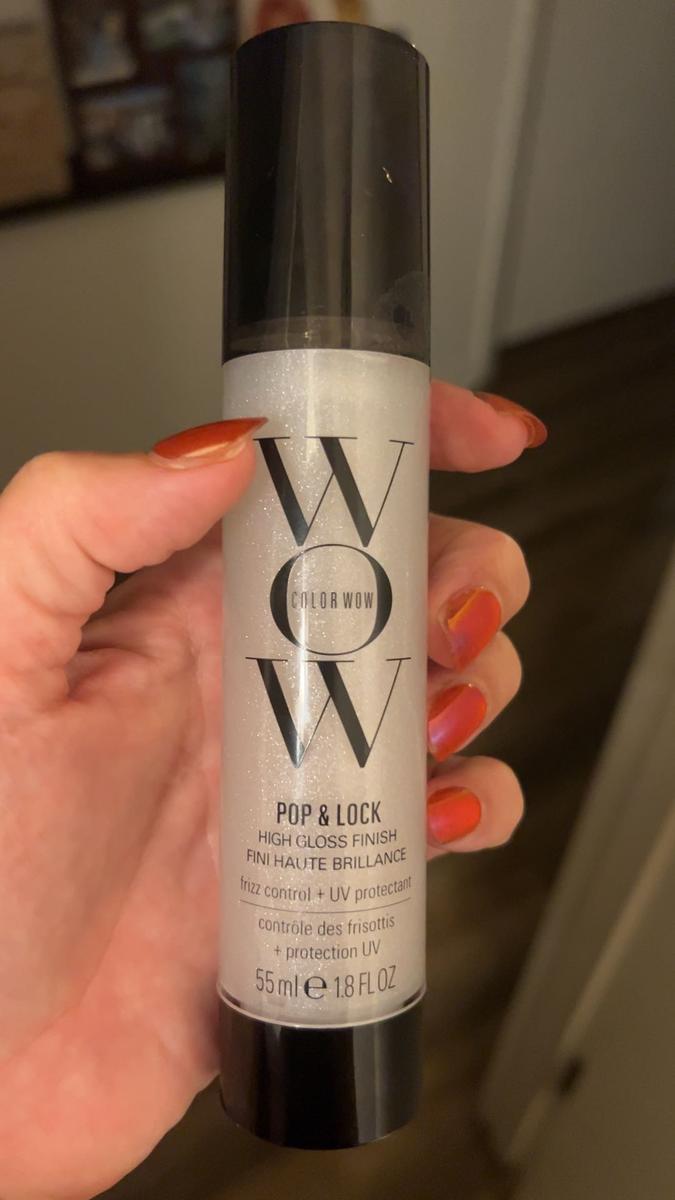 W
O
COLOR WOW
W
POP & LOCK
HIGH GLOSS FINISH
FINI HAUTE BRILLANCE
frizz control + UV protectant
contrôle des frisottis
+ protection UV
55 ml e 1.8 FL OZ